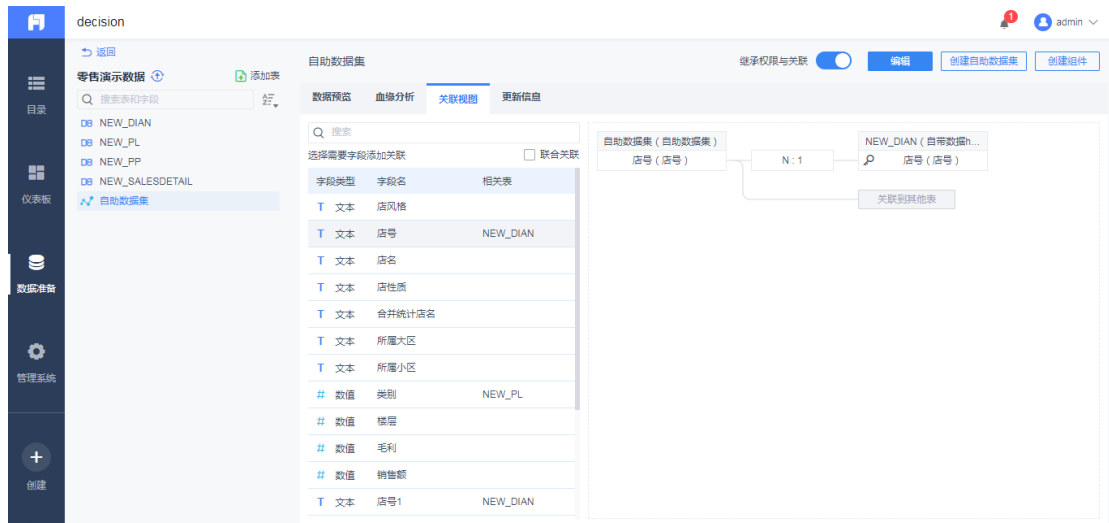 decision
1
admin
返回
零售演示数据
添加表
搜索表和字段
NEW_DIAN
NEW_PL
NEW_PP
NEW_SALESDETAIL
自助数据集
目录
仪表板
数据准备
管理系统
创建
自助数据集
继承权限与关联
编辑
创建自助数据集
创建组件
数据预览 血缘分析 关联视图 更新信息
搜索
选择需要字段添加关联 联合关联
字段类型 字段名 相关表
T 文本 店风格
T 文本 店号 NEW_DIAN
T 文本 店名
T 文本 店性质
T 文本 合并统计店名
T 文本 所属大区
T 文本 所属小区
# 数值 类别 NEW_PL
# 数值 楼层
# 数值 毛利
# 数值 销售额
T 文本 店号1 NEW_DIAN
自助数据集 ( 自助数据集 )
店号 ( 店号 )
N : 1
NEW_DIAN ( 自带数据h...
店号 ( 店号 )
关联到其他表